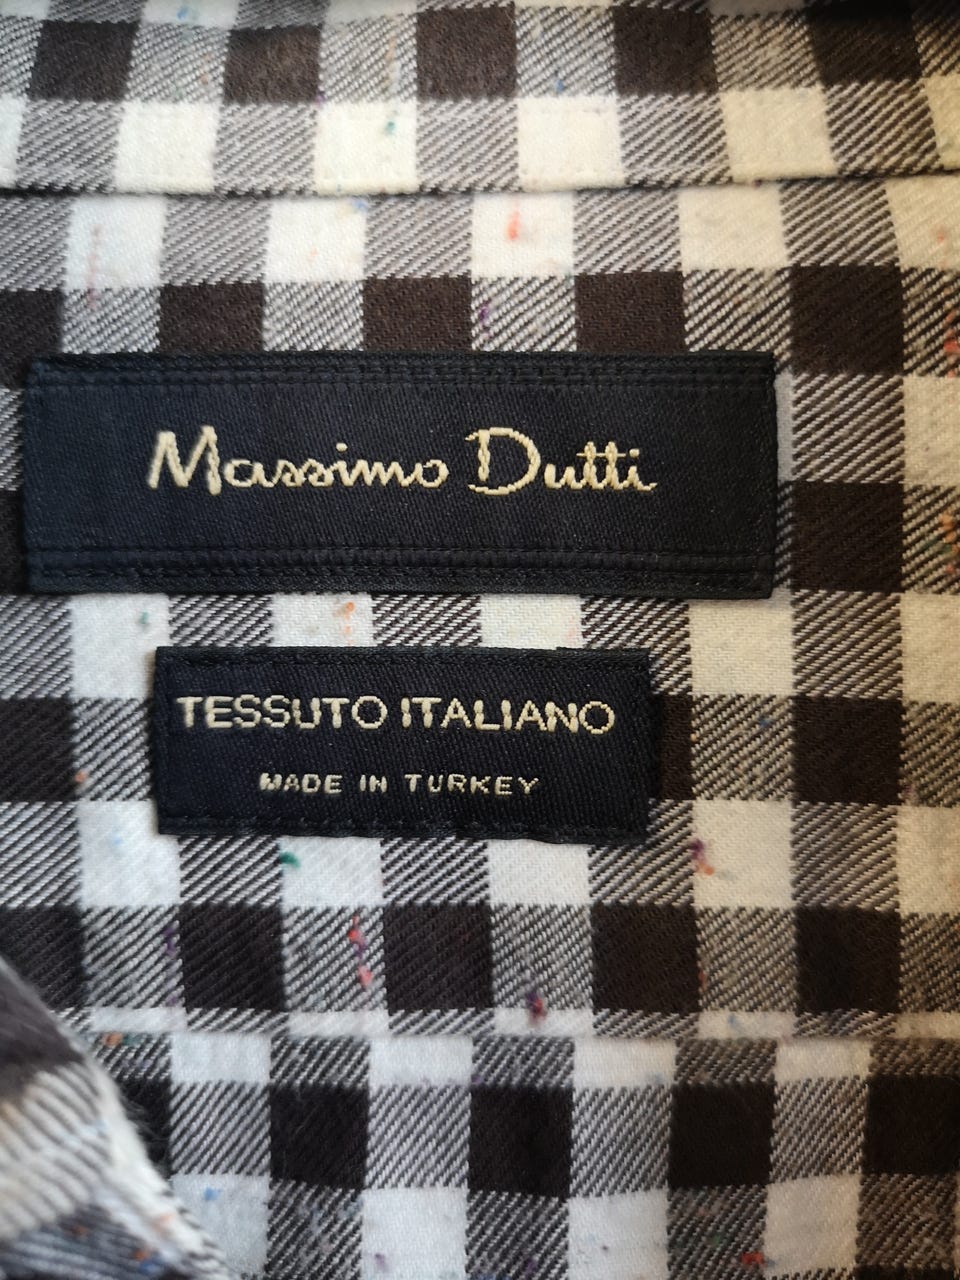 Massimo Dutti
TESSUTO ITALIANO
MADE IN TURKEY